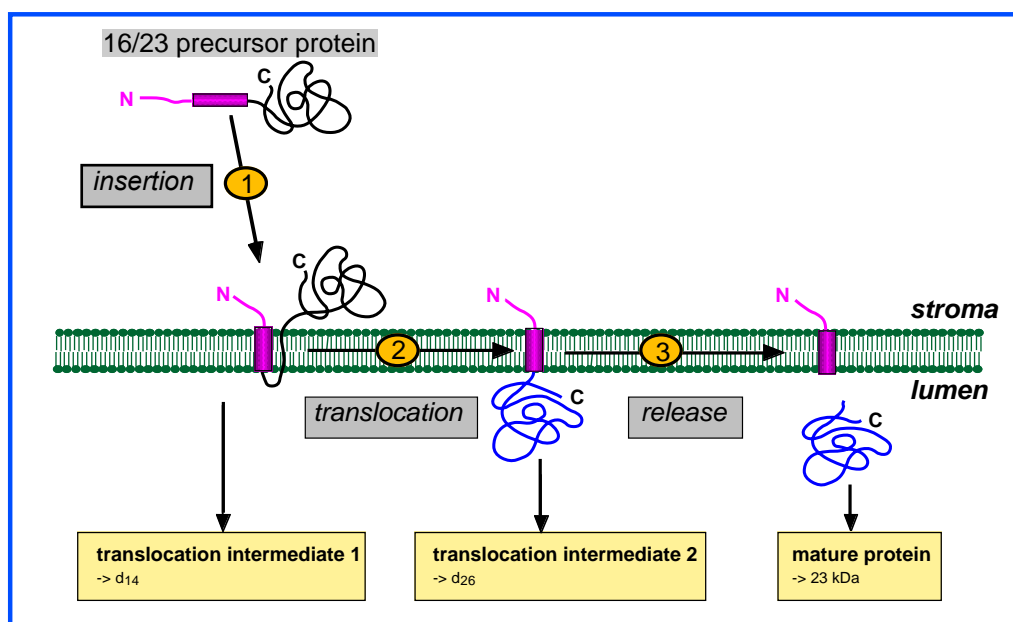 16/23 precursor protein
C
N
insertion
1
C
N
N
N
stroma
2
3
lumen
translocation
C
release
C
translocation intermediate 1
-> d14
translocation intermediate 2
-> d26
mature protein
-> 23 kDa